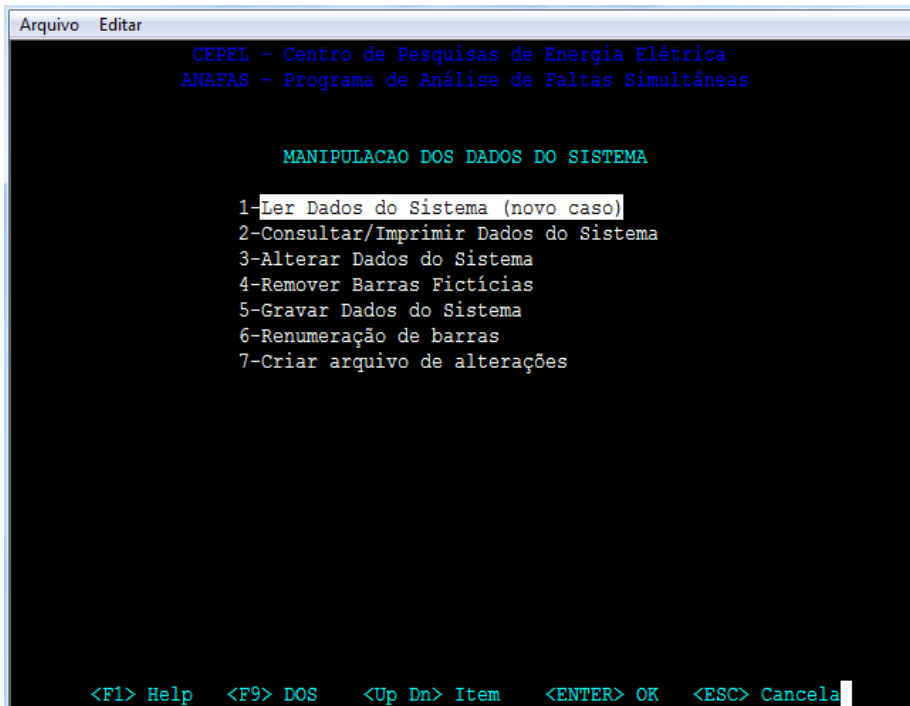 Arquivo Editar
CEPEL - Centro de Pesquisas de Energia Elétrica
ANAFAS - Programa de Análise de Faltas Simultâneas
MANIPULACAO DOS DADOS DO SISTEMA
1-Ler Dados do Sistema (novo caso)
2-Consultar/Imprimir Dados do Sistema
3-Alterar Dados do Sistema
4-Remover Barras Fictícias
5-Gravar Dados do Sistema
6-Renumeração de barras
7-Criar arquivo de alterações
<F1> Help <F9> DOS <Up Dn> Item <ENTER> OK <ESC> Cancela